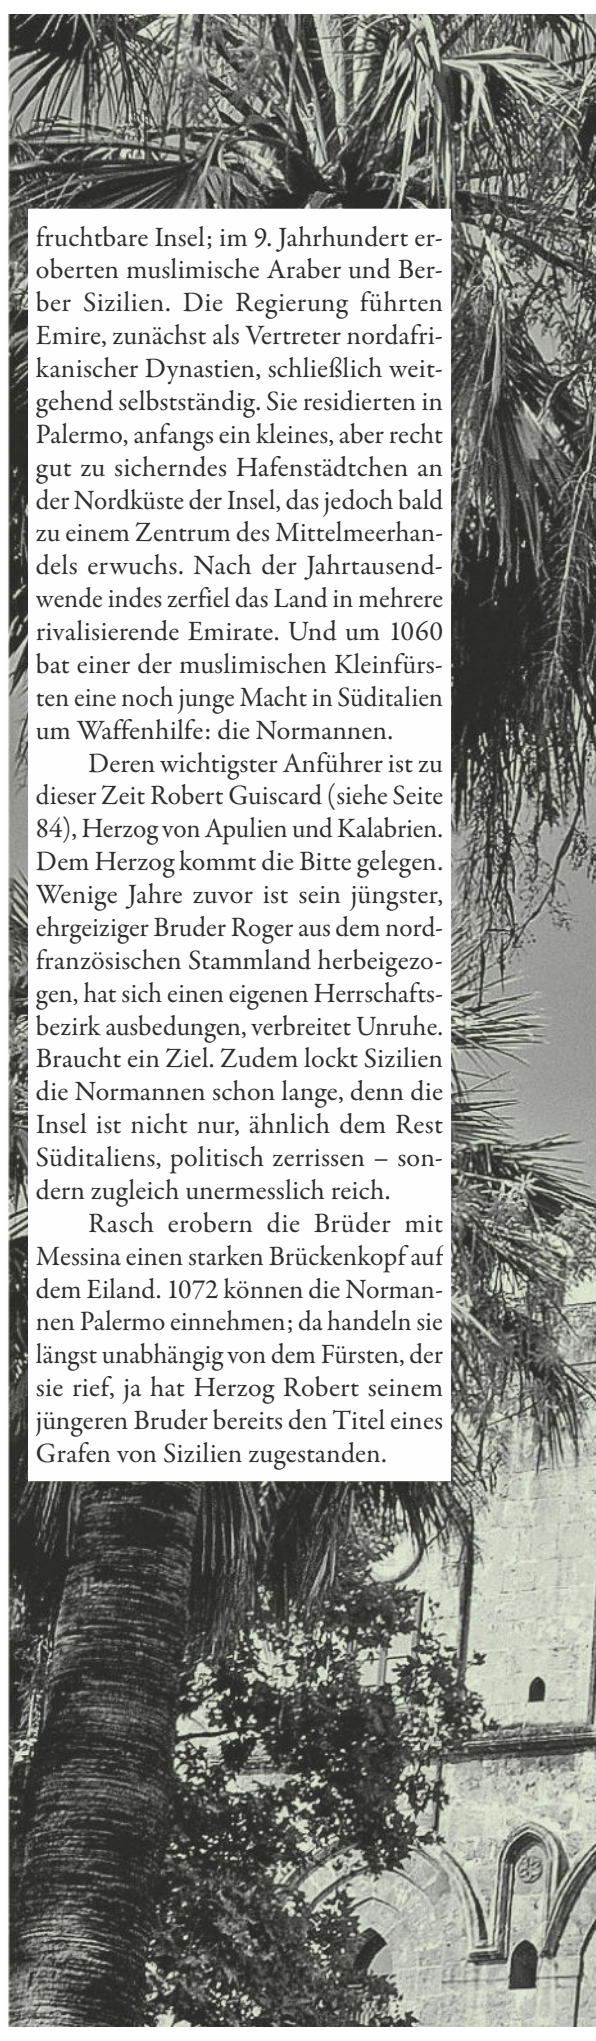 fruchtbare Insel; im 9. Jahrhundert er-
oberten muslimische Araber und Ber-
ber Sizilien. Die Regierung führten
Emire, zunächst als Vertreter nordafri-
kanischer Dynastien, schließlich weit-
gehend selbstständig. Sie residierten in
Palermo, anfangs ein kleines, aber recht
gut zu sicherndes Hafenstädtchen an
der Nordküste der Insel, das jedoch bald
zu einem Zentrum des Mittelmeerhan-
dels erwuchs. Nach der Jahrtausend-
wende indes zerfiel das Land in mehrere
rivalisierende Emirate. Und um 1060
bat einer der muslimischen Kleinfürs-
ten eine noch junge Macht in Süditalien
um Waffenhilfe: die Normannen.
Deren wichtigster Anführer ist zu
dieser Zeit Robert Guiscard (siehe Seite
84), Herzog von Apulien und Kalabrien.
Dem Herzog kommt die Bitte gelegen.
Wenige Jahre zuvor ist sein jüngster,
ehrgeiziger Bruder Roger aus dem nord-
französischen Stammland herbeigezo-
gen, hat sich einen eigenen Herrschafts-
bezirk ausbedungen, verbreitet Unruhe.
Braucht ein Ziel. Zudem lockt Sizilien
die Normannen schon lange, denn die
Insel ist nicht nur, ähnlich dem Rest
Süditaliens, politisch zerrissen – son-
dern zugleich unermesslich reich.
Rasch erobern die Brüder mit
Messina einen starken Brückenkopf auf
dem Eiland. 1072 können die Norman-
nen Palermo einnehmen; da handeln sie
längst unabhängig von dem Fürsten, der
sie rief, ja hat Herzog Robert seinem
jüngeren Bruder bereits den Titel eines
Grafen von Sizilien zugestanden.